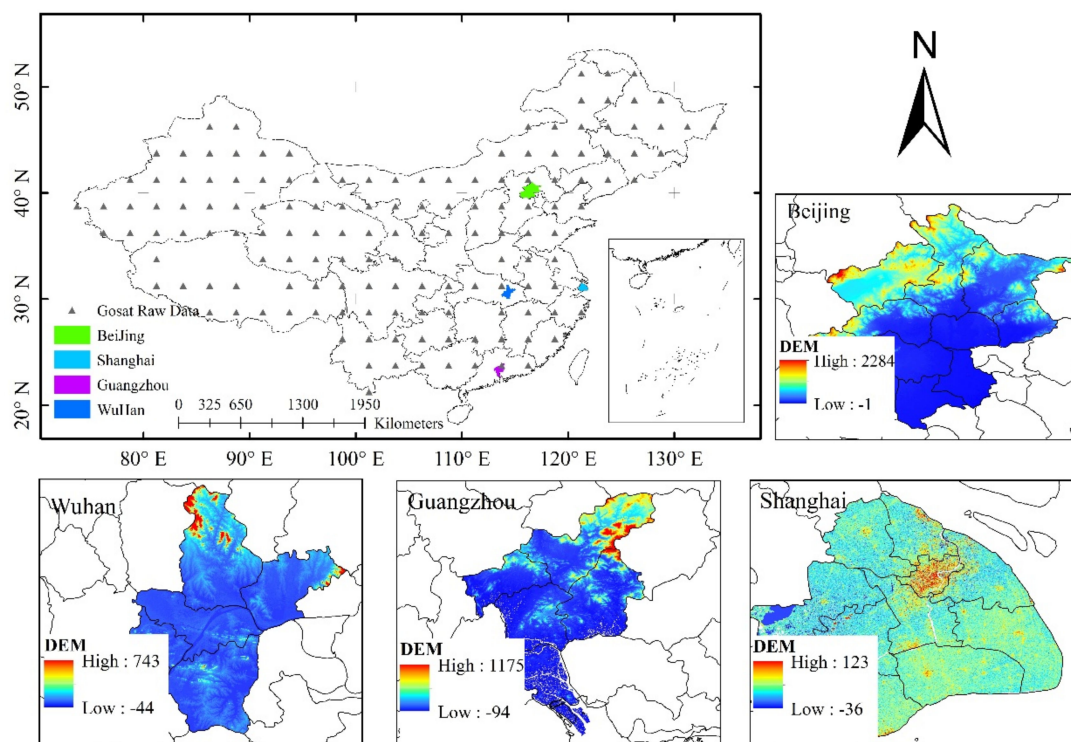 N
50° N
40° N
30° N
20° N
Gosat Raw Data
BeiJing
Shanghai
Guangzhou
WuHan
0 325 650 1300 1950
Kilometers
80° E 90° E 100° E 110° E 120° E 130° E
Beijing
DEM
High : 2284
Low : -1
Wuhan
DEM
High : 743
Low : -44
Guangzhou
DEM
High : 1175
Low : -94
Shanghai
DEM
High : 123
Low : -36